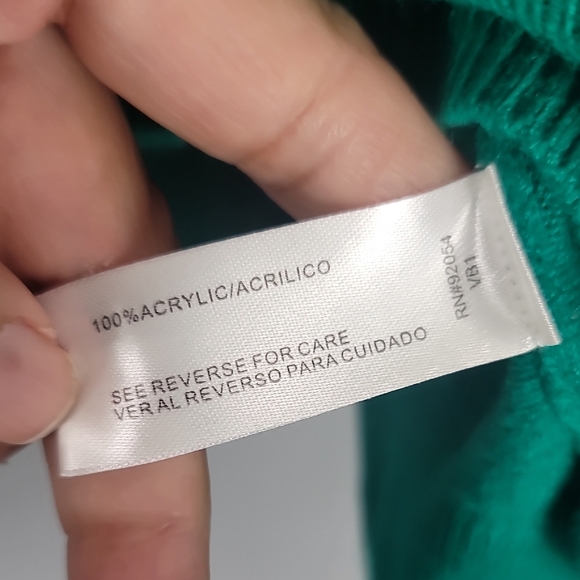 100%ACRYLIC/ACRILICO
SEE REVERSE FOR CARE
VER AL REVERSO PARA CUIDADO
RN#92054
VB1